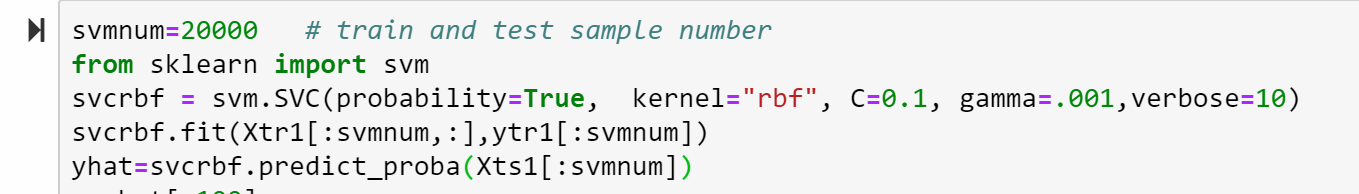 svmnum=20000   # train and test sample number
from sklearn import svm
svcrbf = svm.SVC(probability=True,  kernel="rbf", C=0.1, gamma=.001,verbose=10)
svcrbf.fit(Xtr1[:svmnum,:],ytr1[:svmnum])
yhat=svcrbf.predict_proba(Xts1[:svmnum])